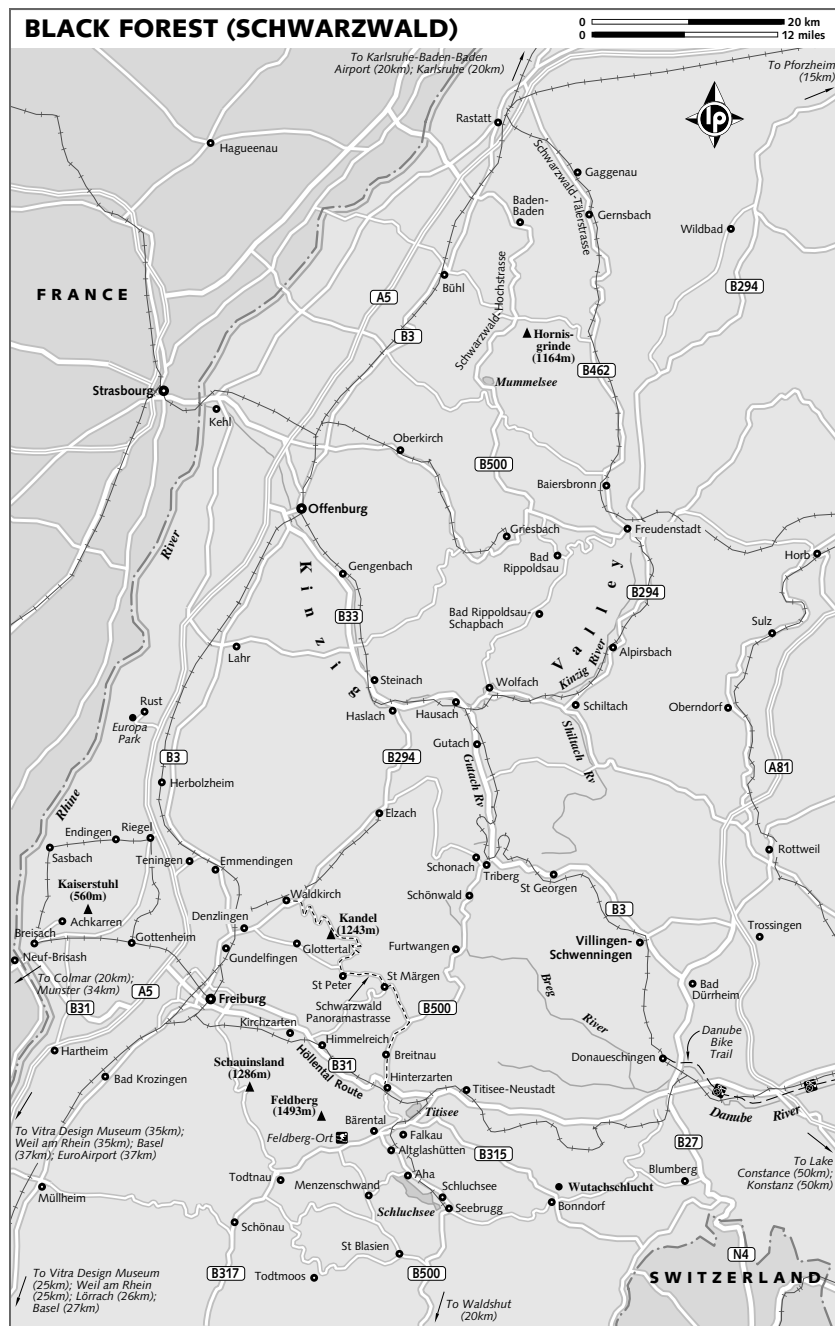 BLACK FOREST (SCHWARZWALD)
0 20 km
0 12 miles
To Karlsruhe-Baden-Baden
Airport (20km); Karlsruhe (20km)
To Pforzheim
(15km)
lp
Rastatt
Hagueenau
Schwarzwald-Tälerstrasse
Gaggenau
Baden-
Baden
Gernsbach
Wildbad
FRANCE
A5
Bühl
B294
Schwarzwald-Hochstrasse
B3
Hornis-
grinde
(1164m)
B462
Strasbourg
Mummelsee
Kehl
Oberkirch
B500
Baiersbronn
Offenburg
Griesbach
Freudenstadt
River
Bad
Rippoldsau
Horb
Kinzig
Gengenbach
Valley
B294
B33
Bad Rippoldsau-
Schapbach
Sulz
Lahr
Alpirsbach
Kinzig River
Steinach
Wolfach
Rust
Europa
Park
Haslach
Hausach
Schiltach
Oberndorf
Shiltach Rv
B3
B294
Gutach
Gutach Rv
A81
Rhine
Herbolzheim
Elzach
Endingen
Riegel
Sasbach
Teningen
Emmendingen
Schonach
Triberg
St Georgen
Rottweil
Kaiserstuhl
(560m)
Waldkirch
Schönwald
Achkarren
Denzlingen
Kandel
(1243m)
B3
Trossingen
Breisach
Gottenheim
Glottertal
Furtwangen
Villingen-
Schwenningen
Neuf-Brisash
Gundelfingen
To Colmar (20km);
Munster (34km)
St Peter
St Märgen
Breg
River
Bad
Dürrheim
B31
A5
Freiburg
Schwarzwald
Panoramastrasse
B500
Kirchzarten
Himmelreich
Danube
Bike
Trail
Hartheim
Höllental Route
B31
Breitnau
Donaueschingen
Schauinsland
(1286m)
Bad Krozingen
Hinterzarten
Titisee-Neustadt
Feldberg
(1493m)
Titisee
Danube River
To Vitra Design Museum (35km);
Weil am Rhein (35km); Basel
(37km); EuroAirport (37km)
Bärental
Feldberg-Ort
Falkau
Altglashütten
B315
B27
To Lake
Constance (50km);
Konstanz (50km)
Todtnau
Aha
Blumberg
Müllheim
Menzenschwand
Schluchsee
Wutachschlucht
Schluchsee
Seebrugg
Bonndorf
Schönau
St Blasien
N4
To Vitra Design Museum
(25km); Weil am Rhein
(25km); Lörrach (26km);
Basel (27km)
B317
Todtmoos
B500
SWITZERLAND
To Waldshut
(20km)